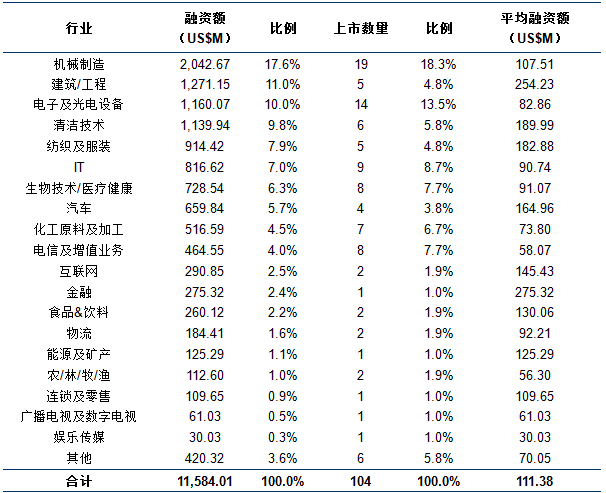 行业 融资额（US$M） 比例 上市数量 比例 平均融资额（US$M）
机械制造 2,042.67 17.6% 19 18.3% 107.51
建筑/工程 1,271.15 11.0% 5 4.8% 254.23
电子及光电设备 1,160.07 10.0% 14 13.5% 82.86
清洁技术 1,139.94 9.8% 6 5.8% 189.99
纺织及服装 914.42 7.9% 5 4.8% 182.88
IT 816.62 7.0% 9 8.7% 90.74
生物技术/医疗健康 728.54 6.3% 8 7.7% 91.07
汽车 659.84 5.7% 4 3.8% 164.96
化工原料及加工 516.59 4.5% 7 6.7% 73.80
电信及增值业务 464.55 4.0% 8 7.7% 58.07
互联网 290.85 2.5% 2 1.9% 145.43
金融 275.32 2.4% 1 1.0% 275.32
食品&饮料 260.12 2.2% 2 1.9% 130.06
物流 184.41 1.6% 2 1.9% 92.21
能源及矿产 125.29 1.1% 1 1.0% 125.29
农/林/牧/渔 112.60 1.0% 2 1.9% 56.30
连锁及零售 109.65 0.9% 1 1.0% 109.65
广播电视及数字电视 61.03 0.5% 1 1.0% 61.03
娱乐传媒 30.03 0.3% 1 1.0% 30.03
其他 420.32 3.6% 6 5.8% 70.05
合计 11,584.01 100.0% 104 100.0% 111.38